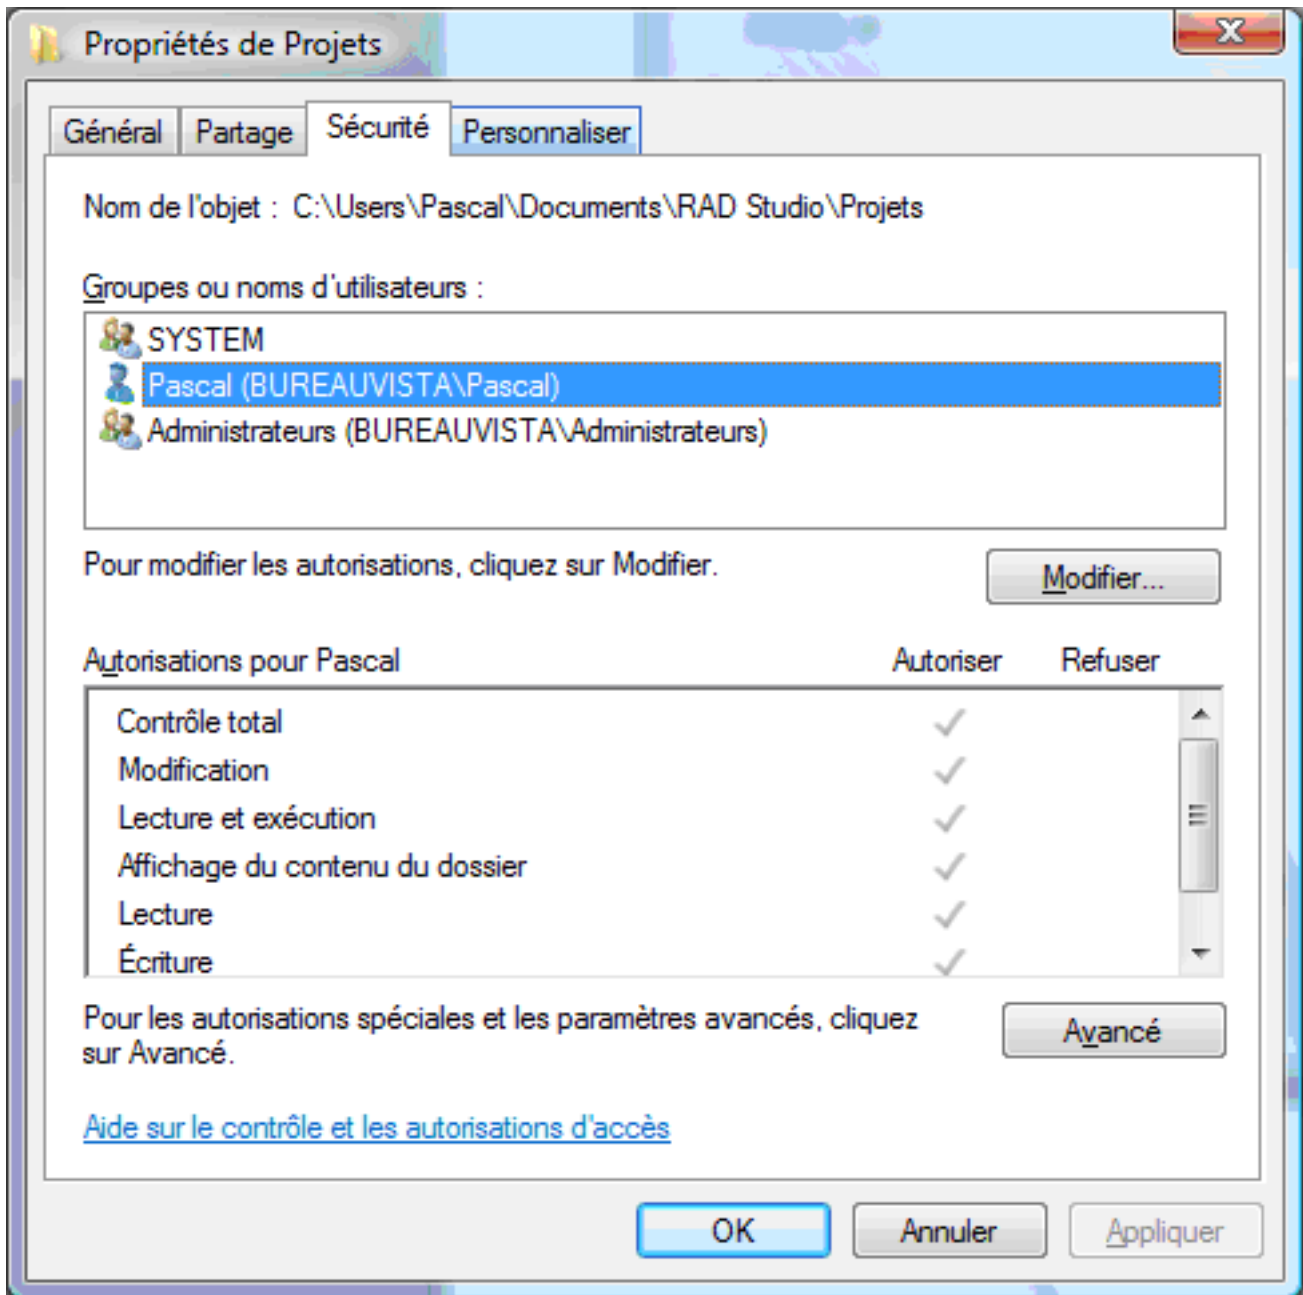 Propriétés de Projets
Général Partage Sécurité Personnaliser
Nom de l'objet : C:\Users\Pascal\Documents\RAD Studio\Projets
Groupes ou noms d'utilisateurs :
SYSTEM
Pascal (BUREAUVISTA\Pascal)
Administrateurs (BUREAUVISTA\Administrateurs)
Pour modifier les autorisations, cliquez sur Modifier.
Modifier...
Autorisations pour Pascal Autoriser Refuser
Contrôle total
Modification
Lecture et exécution
Affichage du contenu du dossier
Lecture
Écriture
Pour les autorisations spéciales et les paramètres avancés, cliquez
sur Avancé.
Avancé
Aide sur le contrôle et les autorisations d'accès
OK Annuler Appliquer